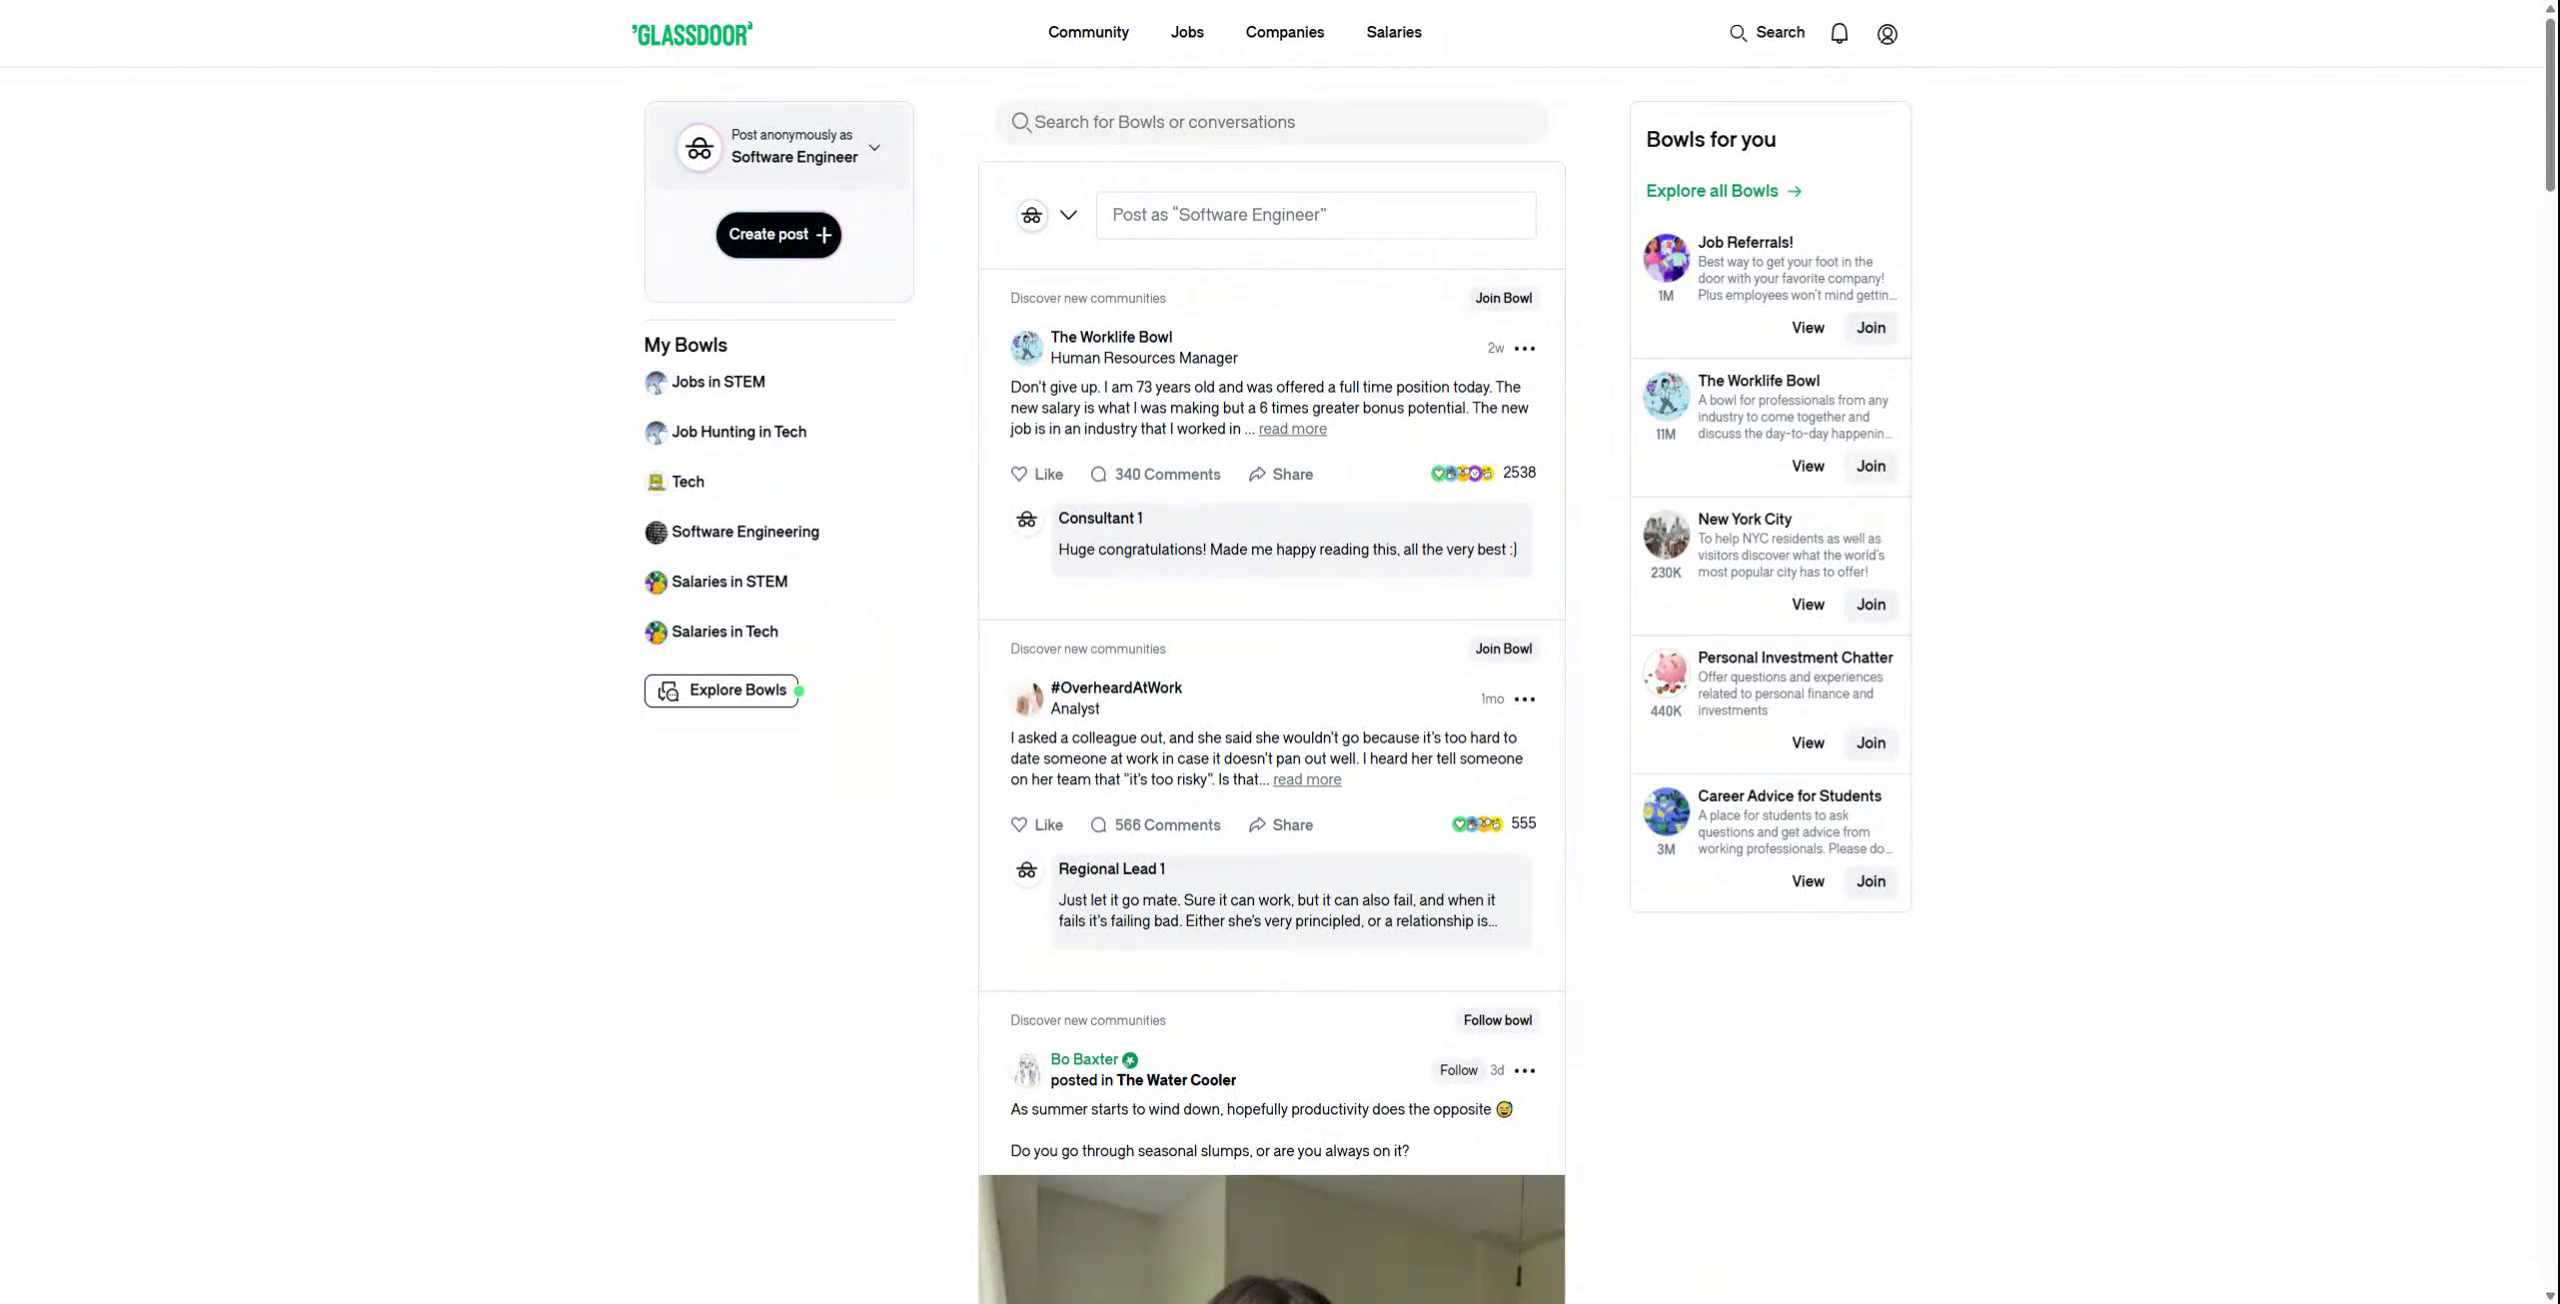 GLASSDOOR
Community
Jobs
Companies
Salaries
Search
Post anonymously as
Software Engineer
Create post
My Bowls
Jobs in STEM
Job Hunting in Tech
Tech
Software Engineering
Salaries in STEM
Salaries in Tech
Explore Bowls
Search for Bowls or conversations
Post as “Software Engineer”
Discover new communities
Join Bowl
The Worklife Bowl
Human Resources Manager
2w
Don't give up. I am 73 years old and was offered a full time position today. The
new salary is what I was making but a 6 times greater bonus potential. The new
job is in an industry that I worked in ... read more
Like
340 Comments
Share
2538
Consultant 1
Huge congratulations! Made me happy reading this, all the very best :)
Discover new communities
Join Bowl
#OverheardAtWork
Analyst
1mo
I asked a colleague out, and she said she wouldn't go because it's too hard to
date someone at work in case it doesn't pan out well. I heard her tell someone
on her team that "it's too risky". Is that... read more
Like
566 Comments
Share
555
Regional Lead 1
Just let it go mate. Sure it can work, but it can also fail, and when it
fails it's failing bad. Either she's very principled, or a relationship is...
Discover new communities
Follow bowl
Bo Baxter
posted in The Water Cooler
Follow
3d
As summer starts to wind down, hopefully productivity does the opposite 😅
Do you go through seasonal slumps, or are you always on it?
Bowls for you
Explore all Bowls →
Job Referrals!
Best way to get your foot in the
door with your favorite company!
Plus employees won't mind gettin...
1M
View
Join
The Worklife Bowl
A bowl for professionals from any
industry to come together and
discuss the day-to-day happenin...
11M
View
Join
New York City
To help NYC residents as well as
visitors discover what the world's
most popular city has to offer!
230K
View
Join
Personal Investment Chatter
Offer questions and experiences
related to personal finance and
investments
440K
View
Join
Career Advice for Students
A place for students to ask
questions and get advice from
working professionals. Please do...
3M
View
Join